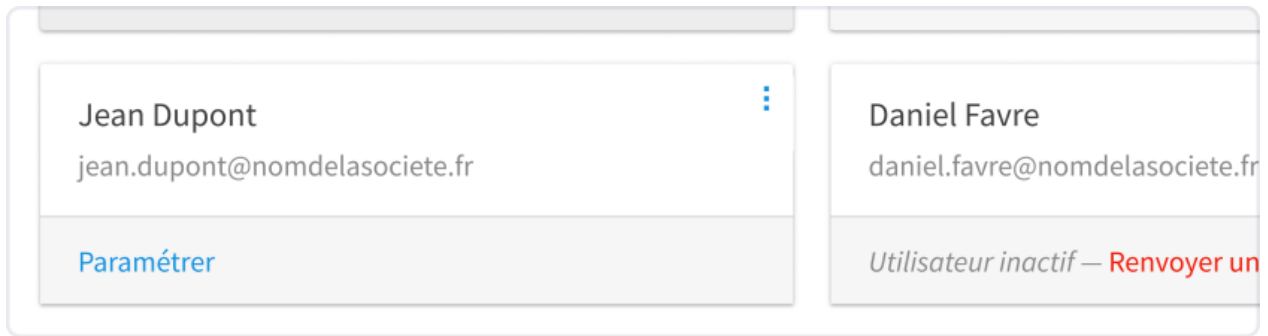 Jean Dupont
jean.dupont@nomdelasociete.fr
Paramétrer
Daniel Favre
daniel.favre@nomdelasociete.fr
Utilisateur inactif — Renvoyer un